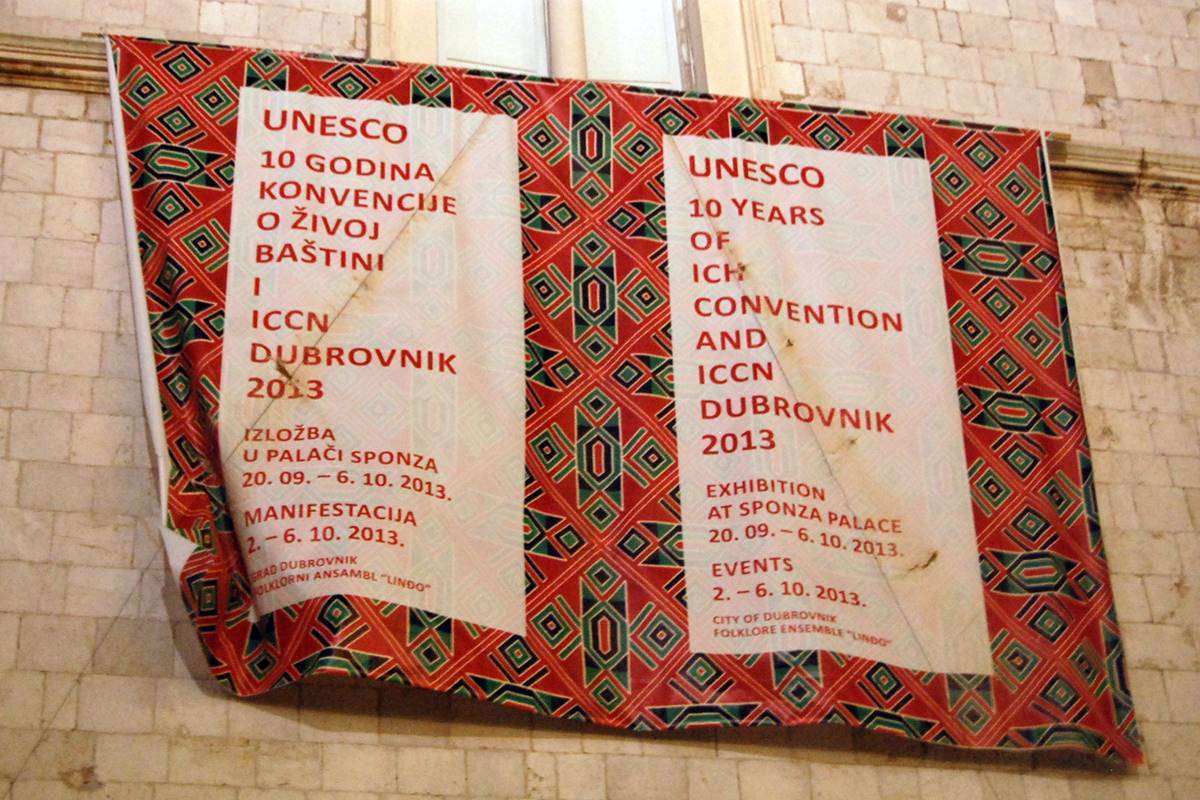 UNESCO
10 GODINA
KONVENCIJE
O ŽIVOJ
BAŠTINI
I
ICCN
DUBROVNIK
2013
IZLOŽBA
U PALAČI SPONZA
20. 09. – 6. 10. 2013.
MANIFESTACIJA
2. – 6. 10. 2013.
GRAD DUBROVNIK
FOLKLORNI ANSAMBL "LINĐO"
UNESCO
10 YEARS
OF
ICH
CONVENTION
AND
ICCN
DUBROVNIK
2013
EXHIBITION
AT SPONZA PALACE
20. 09. – 6. 10. 2013.
EVENTS
2. – 6. 10. 2013.
CITY OF DUBROVNIK
FOLKLORE ENSEMBLE "LINĐO"